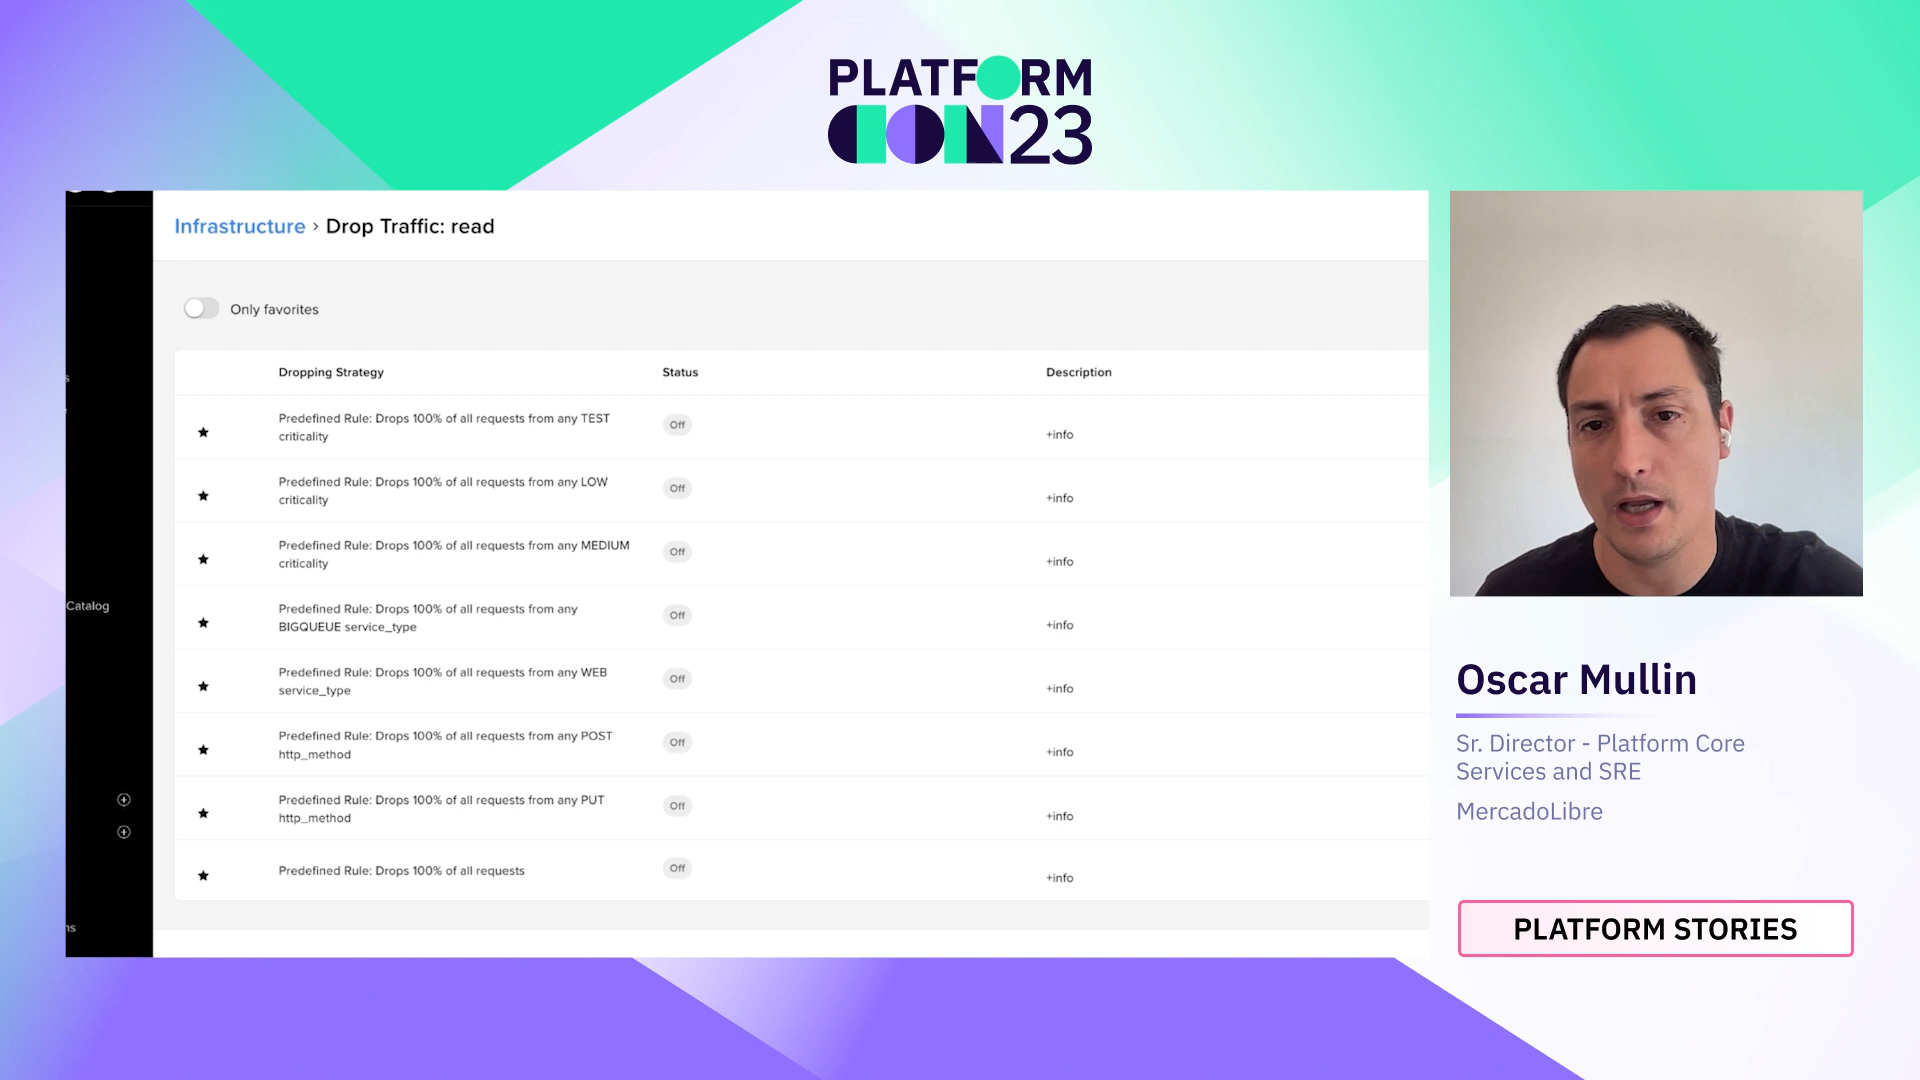 PLATFORM
CON23
Infrastructure › Drop Traffic: read
Only favorites
Dropping Strategy
Status
Description
Predefined Rule: Drops 100% of all requests from any TEST
criticality
Off
+info
Predefined Rule: Drops 100% of all requests from any LOW
criticality
Off
+info
Predefined Rule: Drops 100% of all requests from any MEDIUM
criticality
Off
+info
Predefined Rule: Drops 100% of all requests from any
BIGQUEUE service_type
Off
+info
Predefined Rule: Drops 100% of all requests from any WEB
service_type
Off
+info
Predefined Rule: Drops 100% of all requests from any POST
http_method
Off
+info
Predefined Rule: Drops 100% of all requests from any PUT
http_method
Off
+info
Predefined Rule: Drops 100% of all requests
Off
+info
Catalog
Oscar Mullin
Sr. Director - Platform Core
Services and SRE
MercadoLibre
PLATFORM STORIES